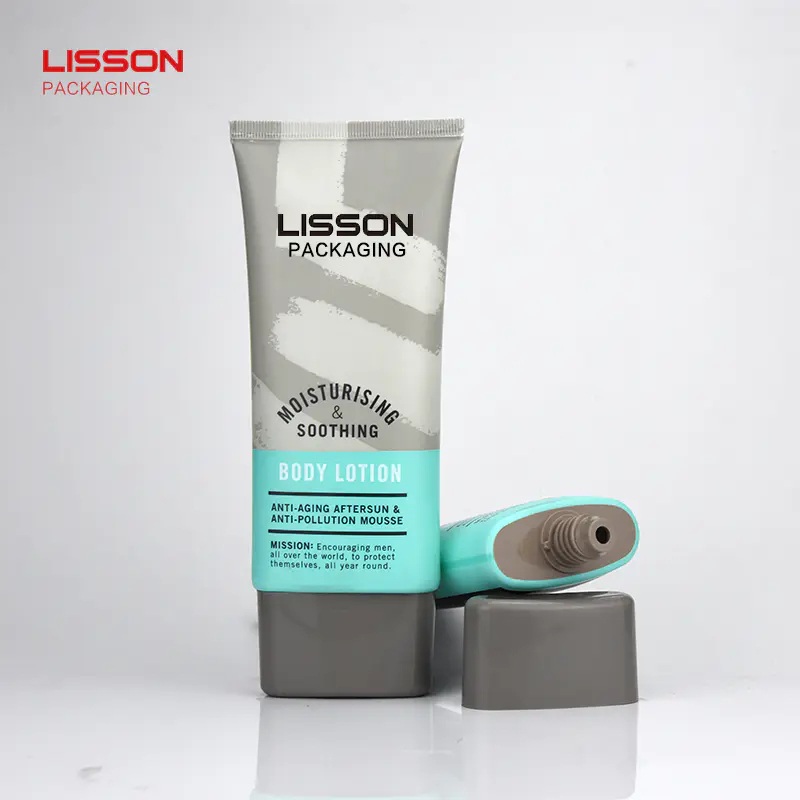 LISSON
PACKAGING
LISSON
PACKAGING
MOISTURISING
&
SOOTHING
BODY LOTION
ANTI-AGING AFTERSUN &
ANTI-POLLUTION MOUSSE
MISSION: Encouraging men,
all over the world, to protect
themselves, all year round.